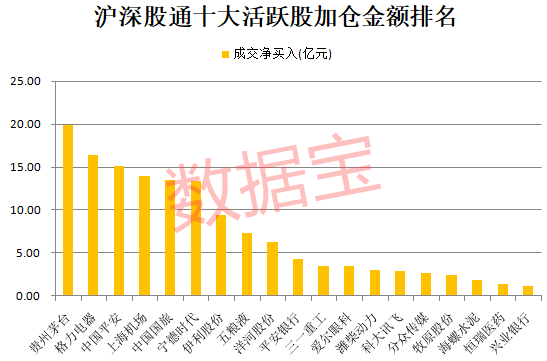 沪深股通十大活跃股加仓金额排名
成交净买入(亿元)
25.00
20.00
15.00
10.00
5.00
0.00
数据宝
贵州茅台
格力电器
中国平安
上海机场
中国国旅
宁德时代
伊利股份
五粮液
洋河股份
平安银行
三一重工
爱尔眼科
潍柴动力
科大讯飞
分众传媒
牧原股份
海螺水泥
恒瑞医药
兴业银行